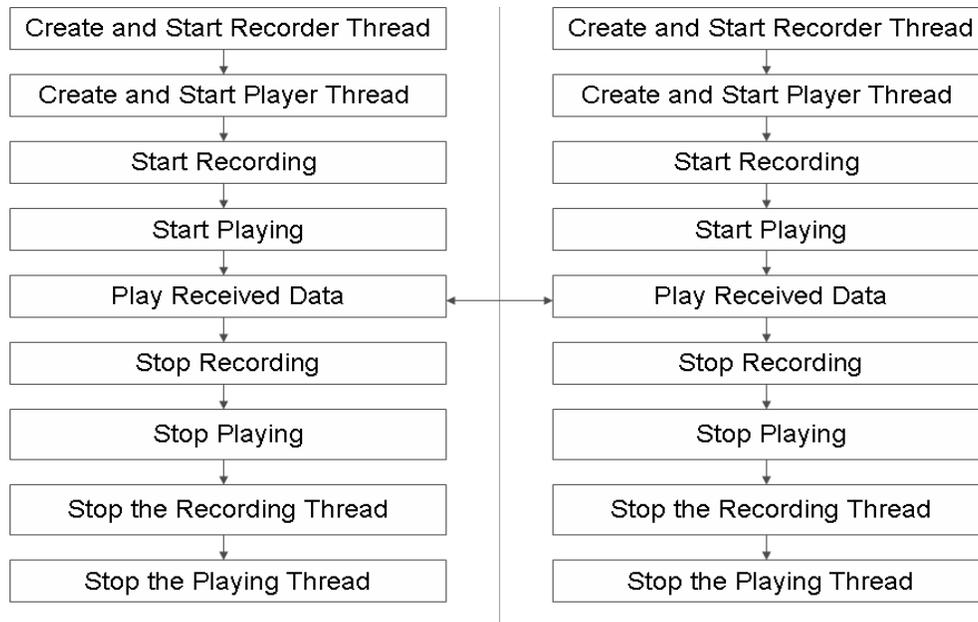 Create and Start Recorder Thread
Create and Start Player Thread
Start Recording
Start Playing
Play Received Data
Stop Recording
Stop Playing
Stop the Recording Thread
Stop the Playing Thread
Create and Start Recorder Thread
Create and Start Player Thread
Start Recording
Start Playing
Play Received Data
Stop Recording
Stop Playing
Stop the Recording Thread
Stop the Playing Thread